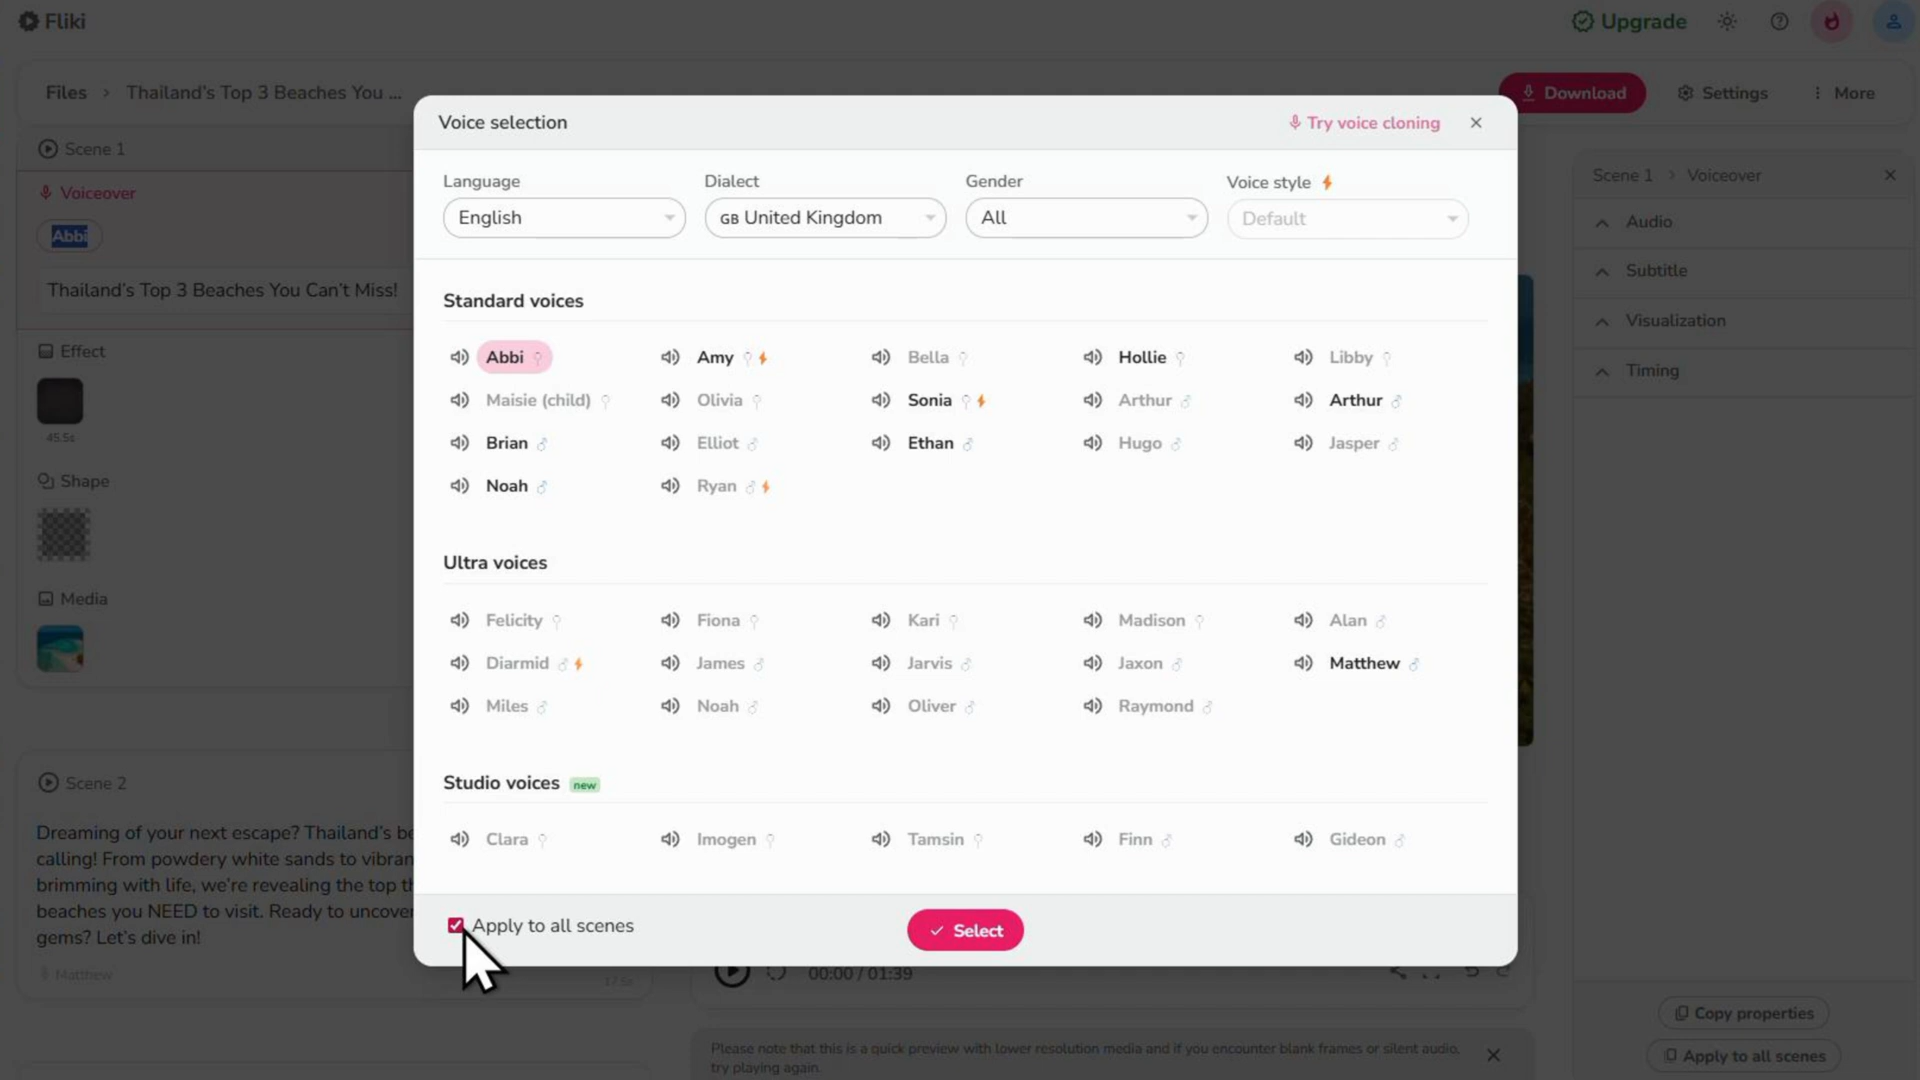 Fliki
Upgrade
Files > Thailand's Top 3 Beaches You ...
Download
Settings
More
Scene 1
Voiceover
Abbi
Thailand's Top 3 Beaches You Can't Miss!
Effect
45.5s
Shape
Media
Scene 2
Dreaming of your next escape? Thailand's be
calling! From powdery white sands to vibran
brimming with life, we're revealing the top th
beaches you NEED to visit. Ready to uncover
gems? Let's dive in!
Matthew
17.5s
Voice selection
Try voice cloning
Language
Dialect
Gender
Voice style
English
GB United Kingdom
All
Default
Standard voices
Abbi
Amy
Bella
Hollie
Libby
Maisie (child)
Olivia
Sonia
Arthur
Arthur
Brian
Elliot
Ethan
Hugo
Jasper
Noah
Ryan
Ultra voices
Felicity
Fiona
Kari
Madison
Alan
Diarmid
James
Jarvis
Jaxon
Matthew
Miles
Noah
Oliver
Raymond
Studio voices new
Clara
Imogen
Tamsin
Finn
Gideon
Apply to all scenes
Select
00:00 / 01:39
Please note that this is a quick preview with lower resolution media and if you encounter blank frames or silent audio,
try playing again.
Scene 1 > Voiceover
Audio
Subtitle
Visualization
Timing
Copy properties
Apply to all scenes